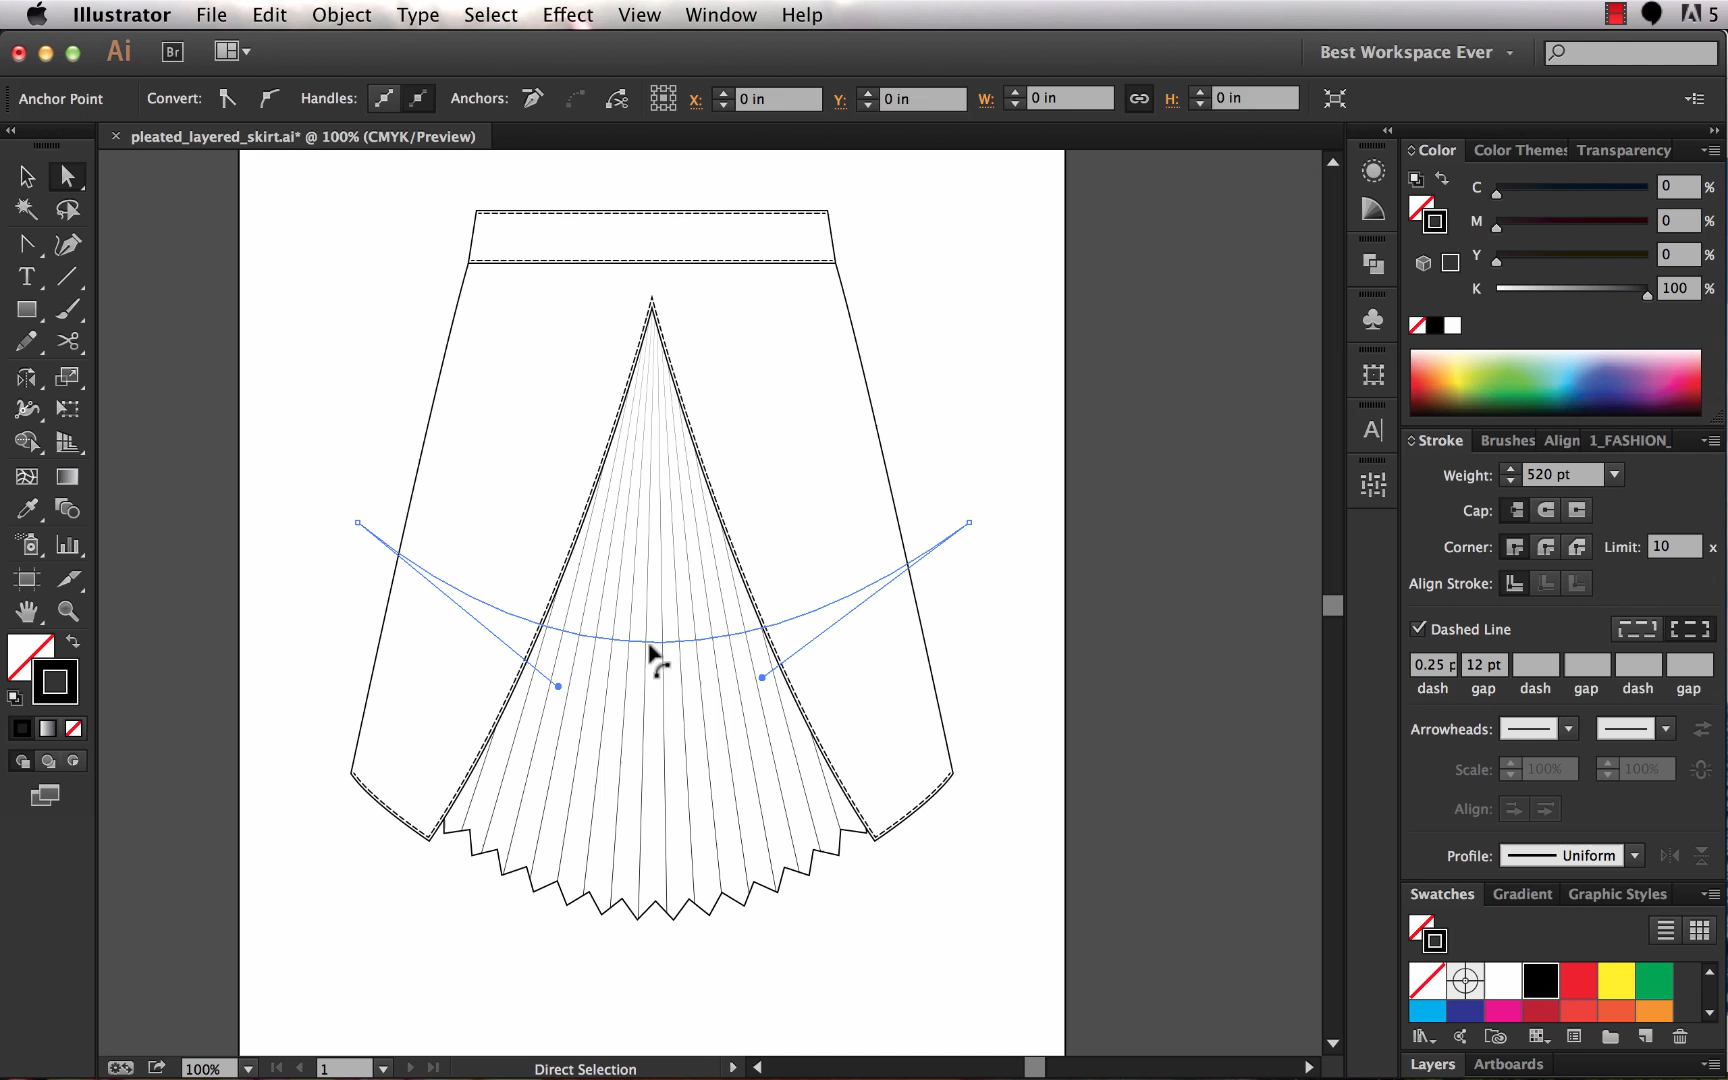 Illustrator File Edit Object Type Select Effect View Window Help 5
Ai Br Best Workspace Ever
Anchor Point Convert: Handles: Anchors: X: 0 in Y: 0 in W: 0 in H: 0 in
× pleated_layered_skirt.ai* @ 100% (CMYK/Preview)
Color Color Themes Transparency
C 0 %
M 0 %
Y 0 %
K 100 %
Stroke Brushes Align 1_FASHION_
Weight: 520 pt
Cap:
Corner: Limit: 10 x
Align Stroke:
Dashed Line
0.25 p 12 pt
dash gap dash gap dash gap
Arrowheads:
Scale: 100% 100%
Align:
Profile: Uniform
Swatches Gradient Graphic Styles
Layers Artboards
100% 1 Direct Selection